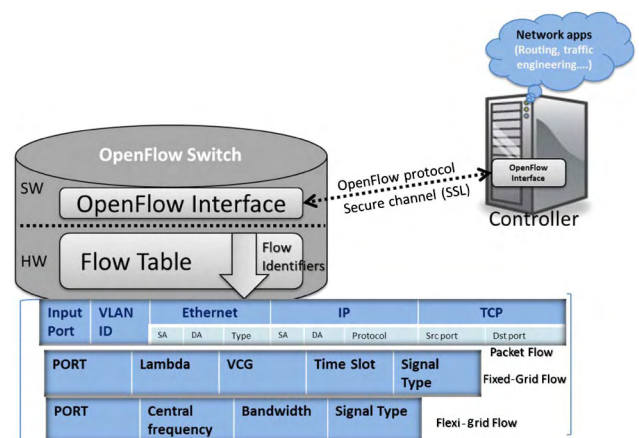 Network apps
(Routing, traffic
engineering....)
OpenFlow Switch
OpenFlow
Interface
OpenFlow protocol
Secure channel (SSL)
SW
OpenFlow Interface
Controller
HW
Flow Table
Flow
Identifiers
Input Port VLAN ID Ethernet IP TCP
SA DA Type SA DA Protocol Src port Dst port
Packet Flow
PORT Lambda VCG Time Slot Signal Type
Fixed-Grid Flow
PORT Central frequency Bandwidth Signal Type
Flexi-grid Flow